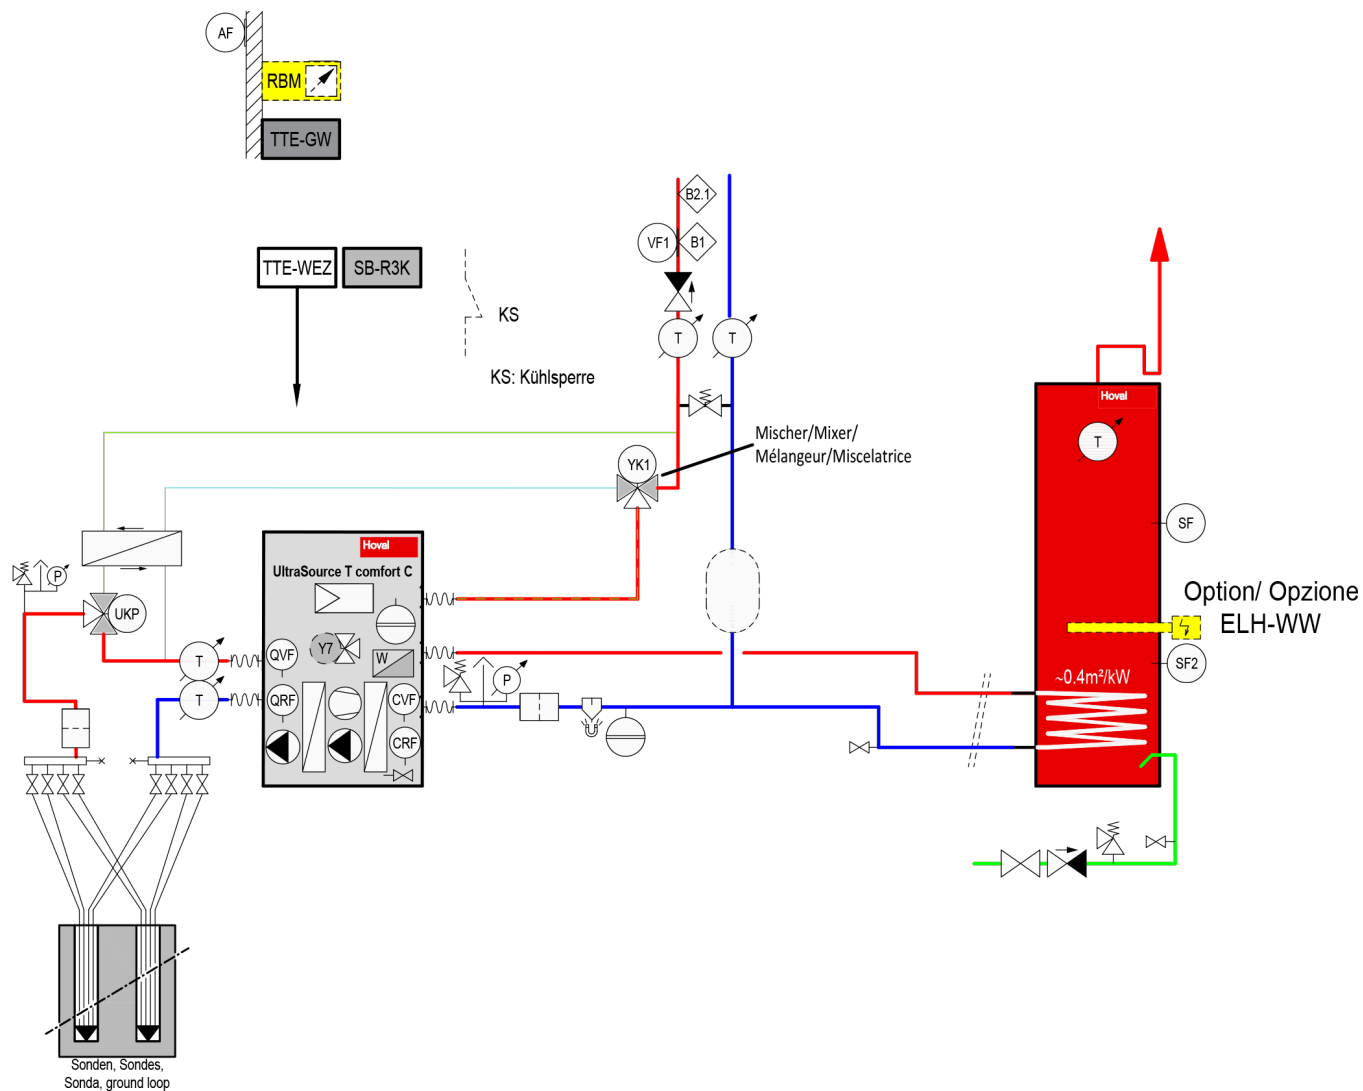 AF
RBM
TTE-GW
B2.1
VF1
B1
TTE-WEZ
SB-R3K
KS
T
T
KS: Kühlsperre
Hoval
T
Mischer/Mixer/
Mélangeur/Miscelatrice
YK1
SF
Hoval
UltraSource T comfort C
P
UKP
Option/ Opzione
ELH-WW
Y7
QVF
W
T
SF2
P
~0.4m²/kW
T
QRF
CVF
CRF
Sonden, Sondes,
Sonda, ground loop